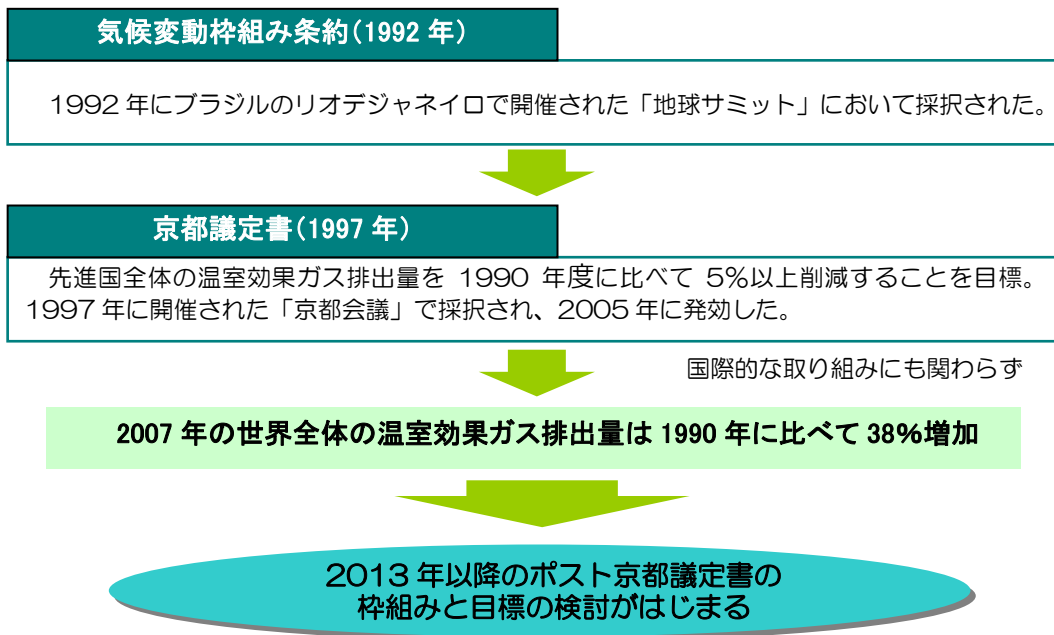 気候変動枠組み条約(1992 年)
1992 年にブラジルのリオデジャネイロで開催された「地球サミット」において採択された。
京都議定書(1997 年)
先進国全体の温室効果ガス排出量を 1990 年度に比べて 5%以上削減することを目標。
1997 年に開催された「京都会議」で採択され、2005 年に発効した。
国際的な取り組みにも関わらず
2007 年の世界全体の温室効果ガス排出量は 1990 年に比べて 38%増加
2013 年以降のポスト京都議定書の
枠組みと目標の検討がはじまる